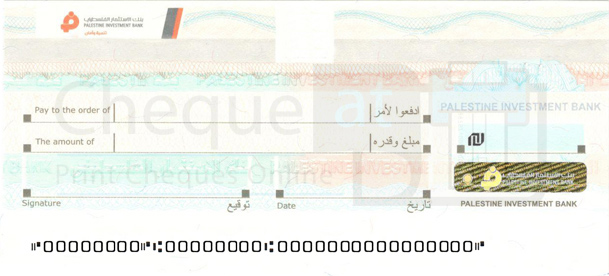 بنك الاستثمار الفلسطيني
PALESTINE INVESTMENT BANK
Cheque at
Pay to the order of ادفعوا لأمر
PALESTINE INVESTMENT BANK
The amount of مبلغ وقدره
₪
Print Cheques Online
PALESTINE INVESTMENT BANK
Signature توقيع
Date تاريخ
PALESTINE INVESTMENT BANK
⑈00000000⑈⑆00000000⑆0000000000000000⑈